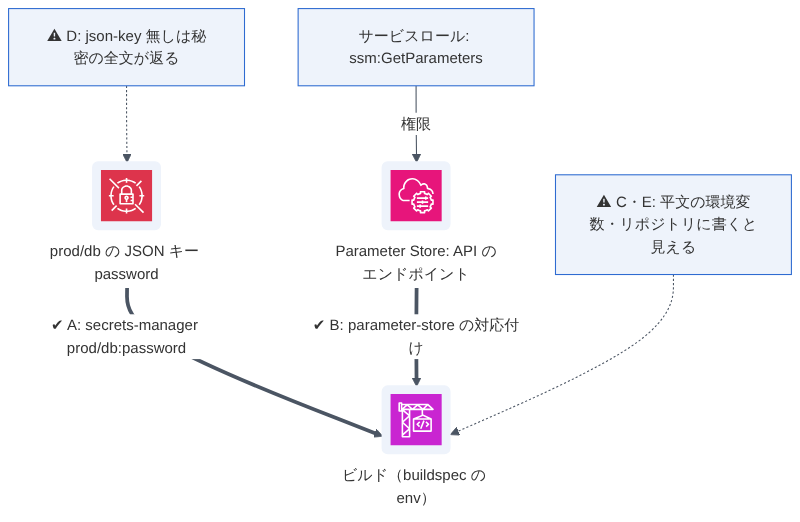 ⚠ D: json-key 無しは秘
密の全文が返る
サービスロール:
ssm:GetParameters
権限
⚠ C・E: 平文の環境変
数・リポジトリに書くと
見える
prod/db の JSON キー
password
Parameter Store: API の
エンドポイント
✔ A: secrets-manager
prod/db:password
✔ B: parameter-store の対応付
け
ビルド（buildspec の
env）